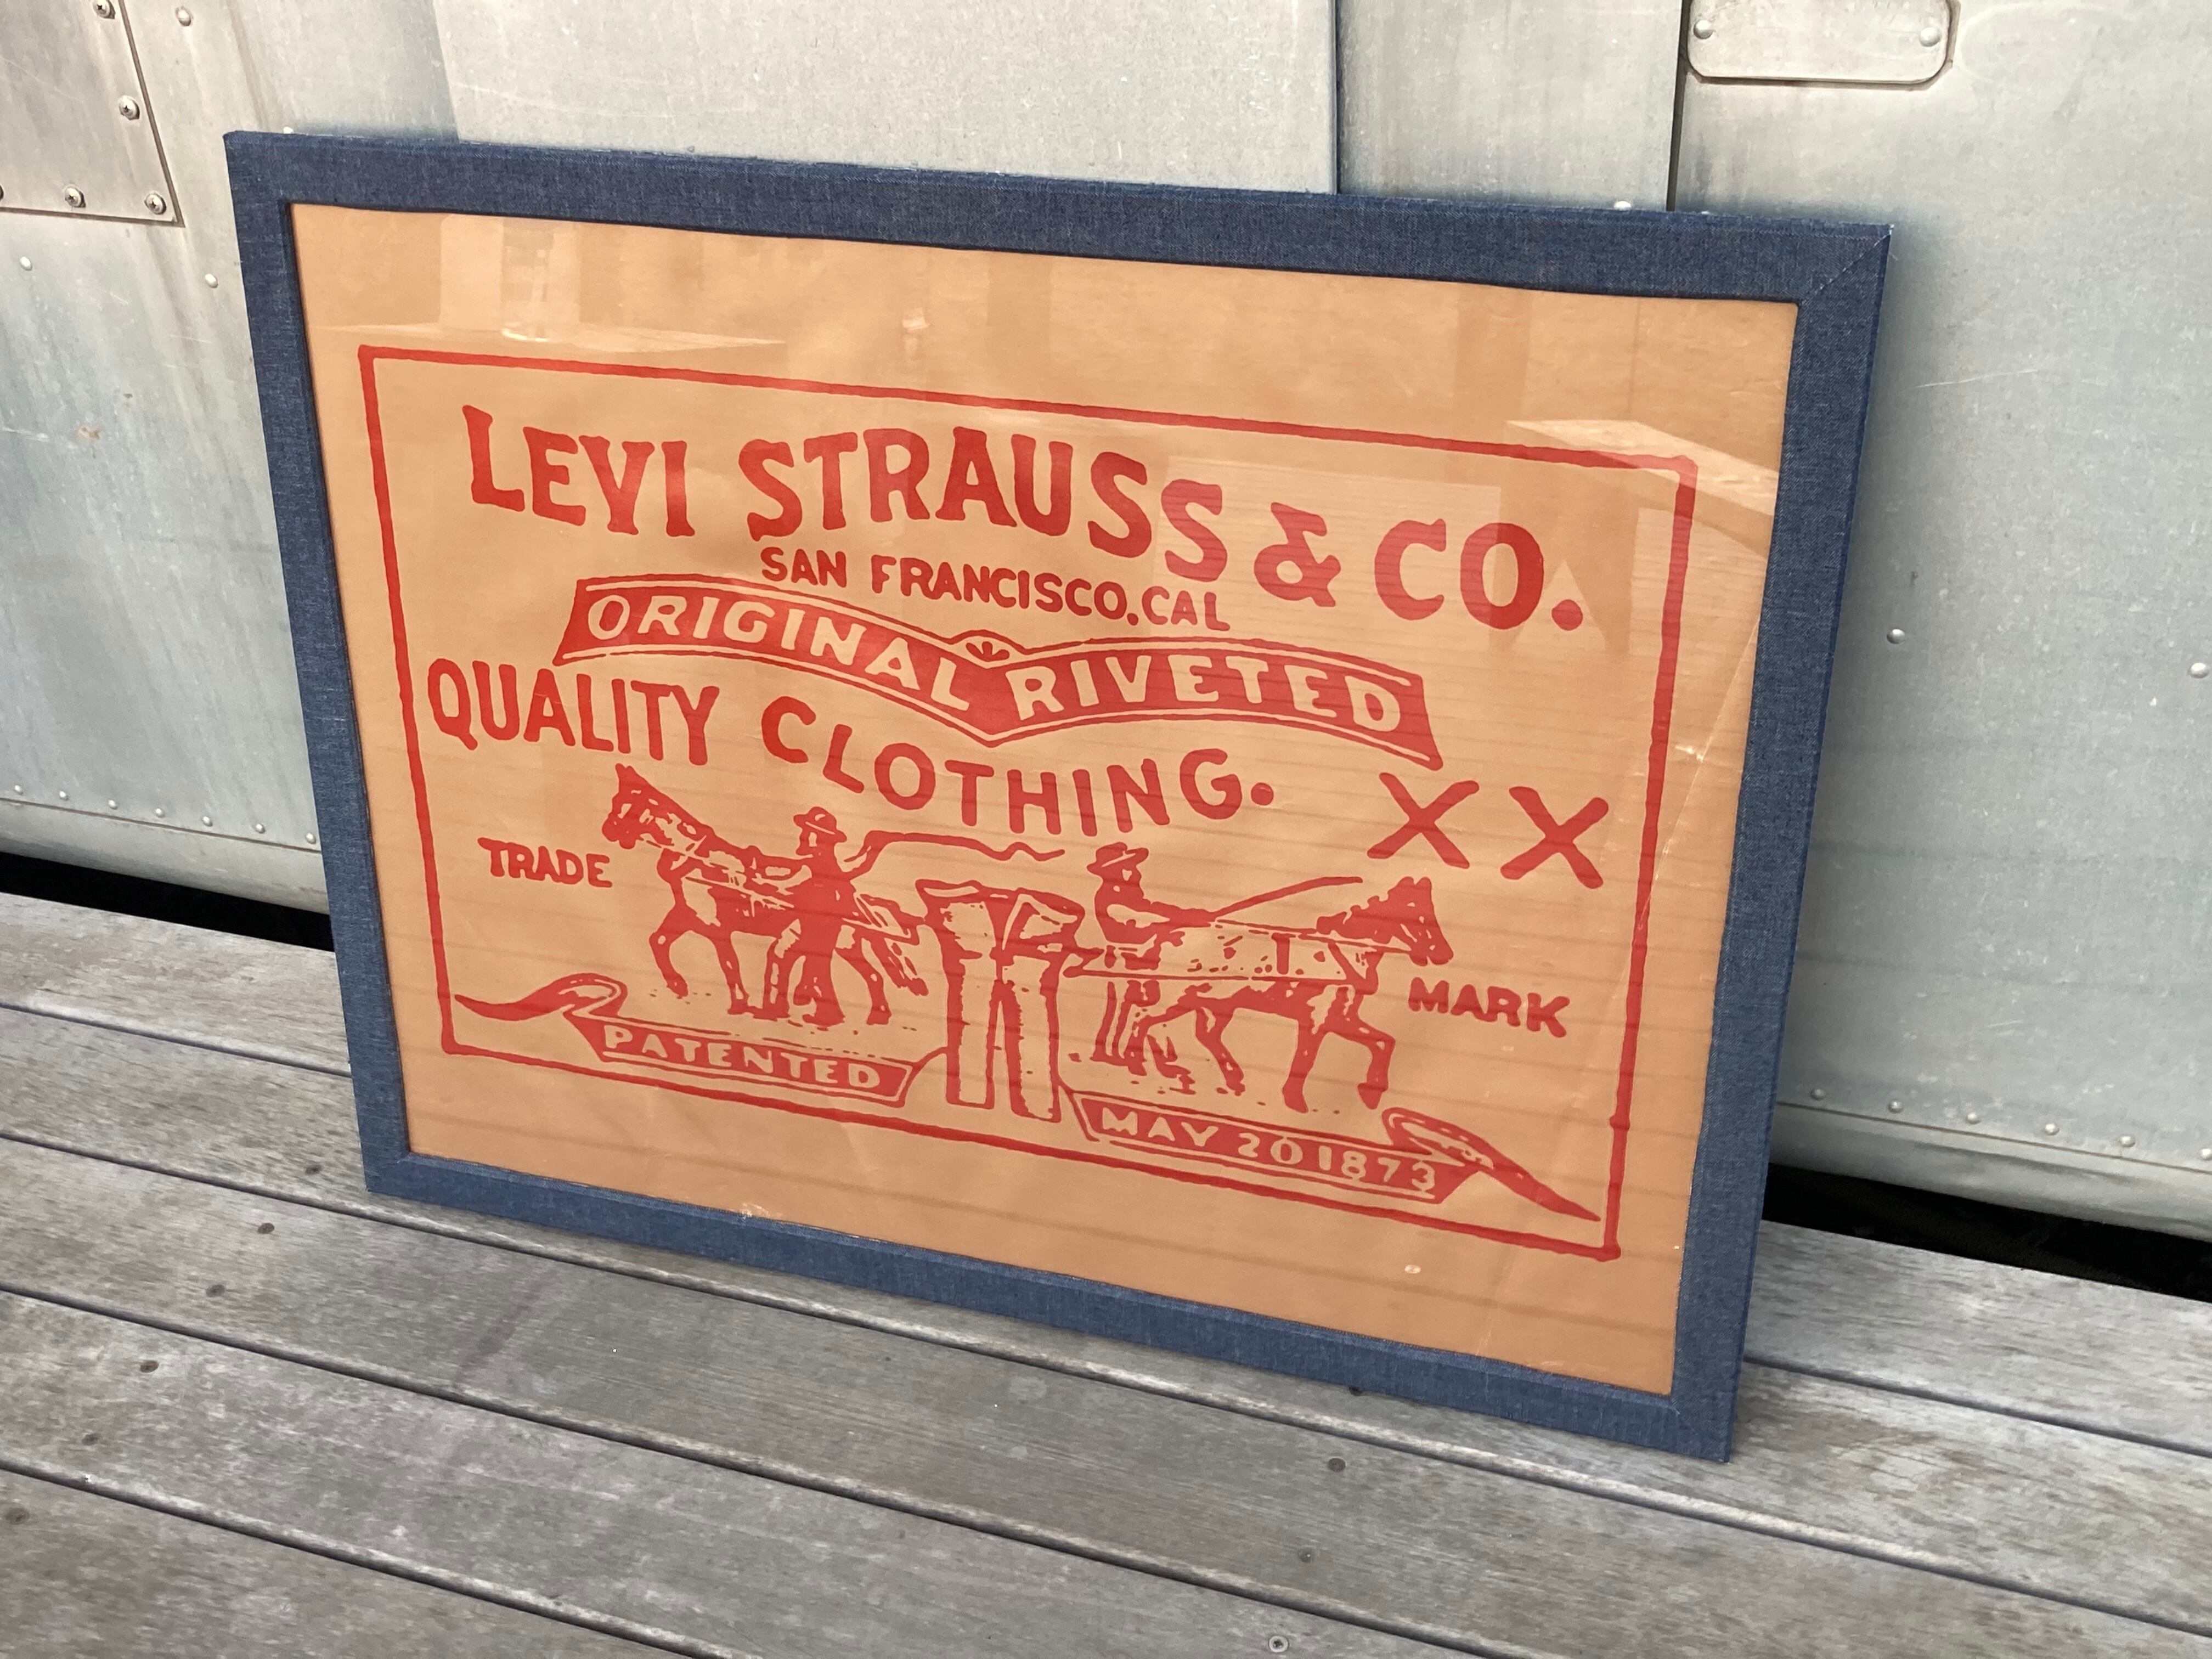 LEVI STRAUSS & CO.
SAN FRANCISCO, CAL
ORIGINAL RIVETED
QUALITY CLOTHING.
XX
TRADE
MARK
PATENTED
MAY 20 1873